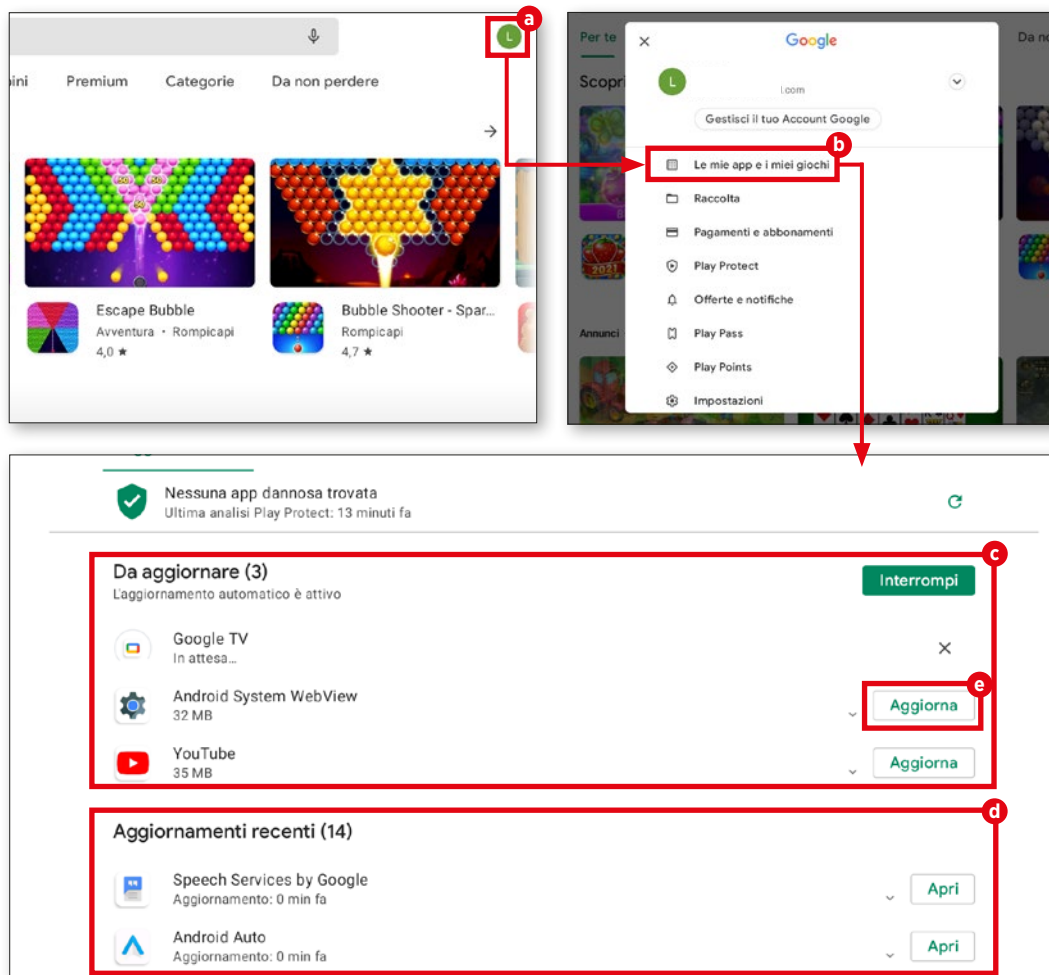 a
L
Premium Categorie Da non perdere
Escape Bubble
Avventura • Rompicapi
4,0 ★
Bubble Shooter - Spar...
Rompicapi
4,7 ★
Per te
Da no
Scopri
Google
L
l.com
Gestisci il tuo Account Google
b
Le mie app e i miei giochi
Raccolta
Pagamenti e abbonamenti
Play Protect
Offerte e notifiche
Annunci
Play Pass
Play Points
Impostazioni
2021
Nessuna app dannosa trovata
Ultima analisi Play Protect: 13 minuti fa
c
Da aggiornare (3)
L'aggiornamento automatico è attivo
Interrompi
Google TV
In attesa...
Android System WebView
32 MB
e
Aggiorna
YouTube
35 MB
Aggiorna
d
Aggiornamenti recenti (14)
Speech Services by Google
Aggiornamento: 0 min fa
Apri
Android Auto
Aggiornamento: 0 min fa
Apri